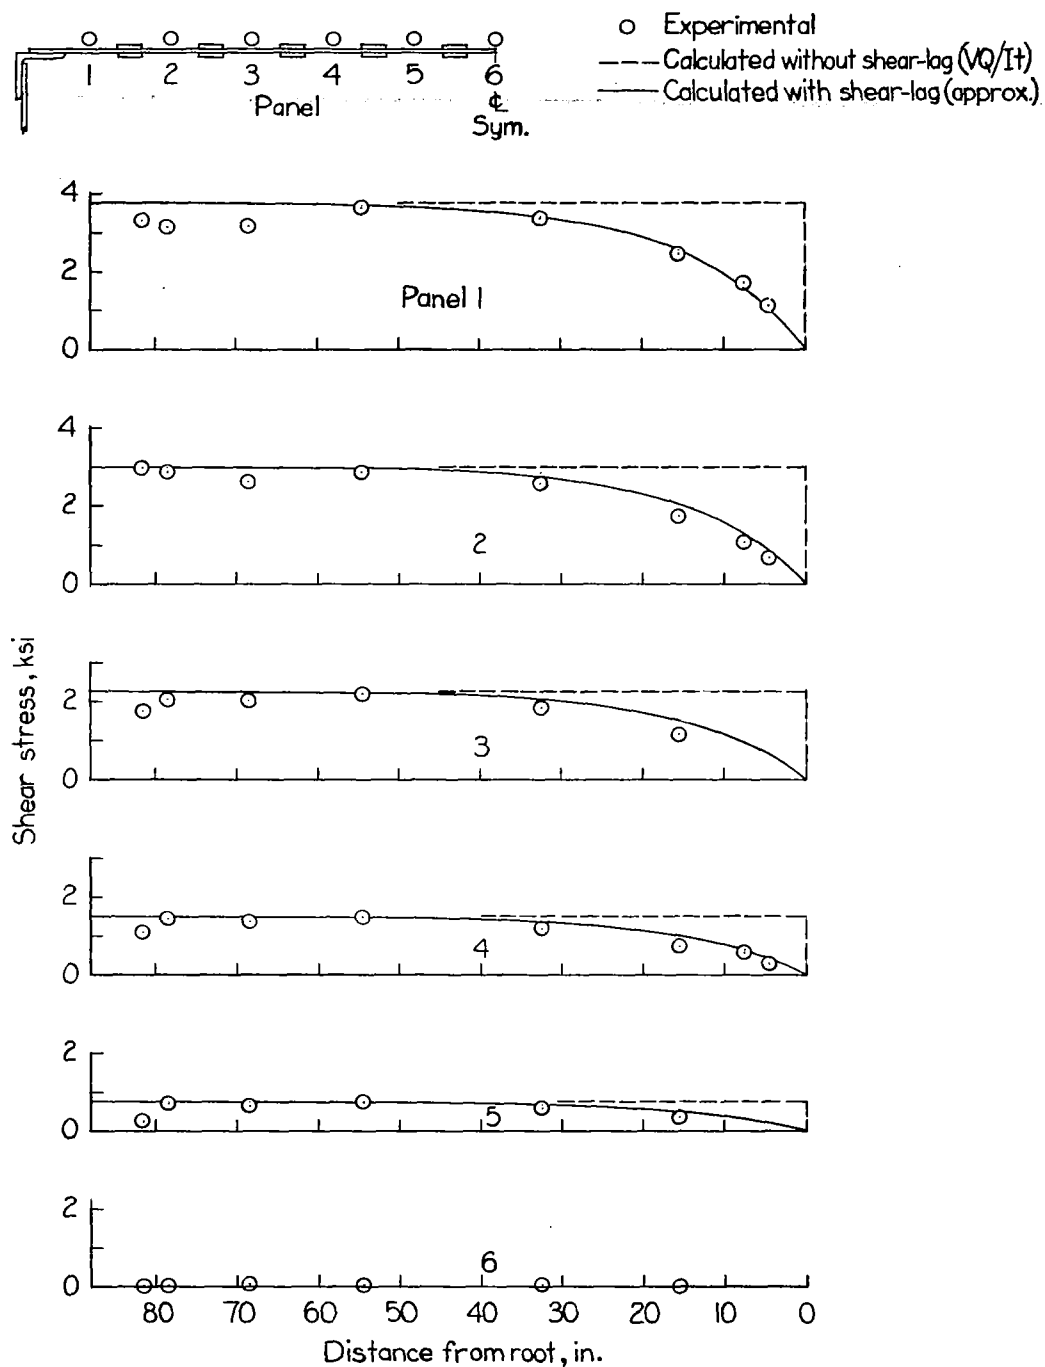 Experimental
Calculated without shear-lag (VQ/It)
Calculated with shear-lag (approx.)
1 2 3 4 5 6
Panel
℄
Sym.
4
2
0
Panel 1
4
2
0
2
2
0
3
2
0
4
2
0
5
2
0
6
80 70 60 50 40 30 20 10 0
Distance from root, in.
Shear stress, ksi